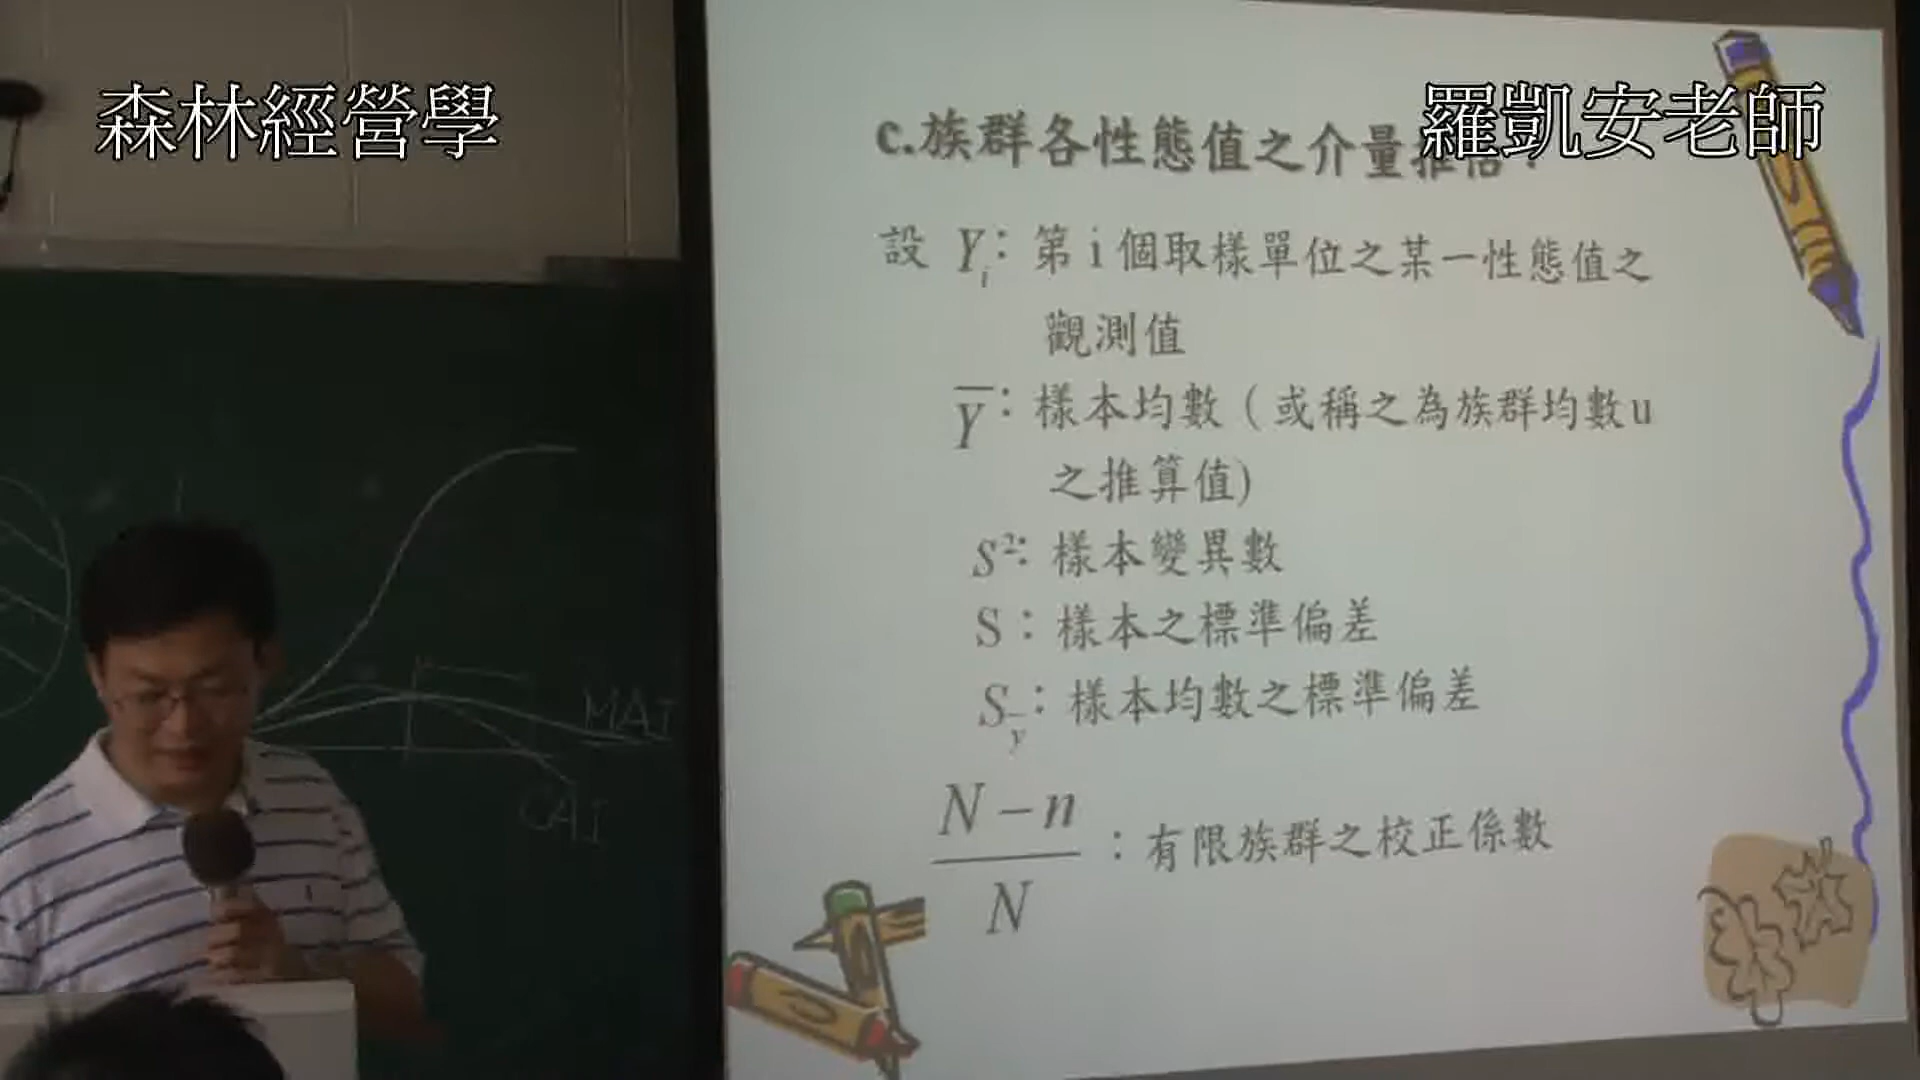 森林經營學
羅凱安老師
c.族群各性態值之介量推估：
設 Yi：第 i 個取樣單位之某一性態值之
觀測值
Y̅：樣本均數（或稱之為族群均數u
之推算值)
S²：樣本變異數
S：樣本之標準偏差
Sy̅：樣本均數之標準偏差
N−n
N
：有限族群之校正係數
MAI
CAI